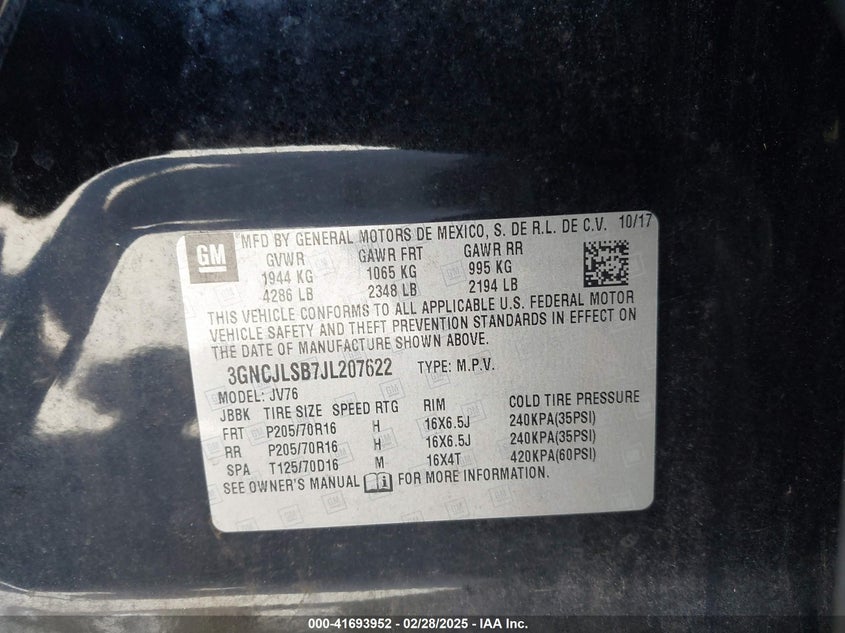 GM
MFD BY GENERAL MOTORS DE MEXICO, S. DE R.L. DE C.V. 10/17
GVWR GAWR FRT GAWR RR
1944 KG 1065 KG 995 KG
4286 LB 2348 LB 2194 LB
THIS VEHICLE CONFORMS TO ALL APPLICABLE U.S. FEDERAL MOTOR
VEHICLE SAFETY AND THEFT PREVENTION STANDARDS IN EFFECT ON
THE DATE OF MANUFACTURE SHOWN ABOVE.
3GNCJLSB7JL207622 TYPE: M.P.V.
MODEL: JV76
JBBK TIRE SIZE SPEED RTG RIM COLD TIRE PRESSURE
FRT P205/70R16 H 16X6.5J 240KPA(35PSI)
RR P205/70R16 H 16X6.5J 240KPA(35PSI)
SPA T125/70D16 M 16X4T 420KPA(60PSI)
SEE OWNER'S MANUAL FOR MORE INFORMATION.
000-41693952 / 02/28/2025 / IAA Inc.